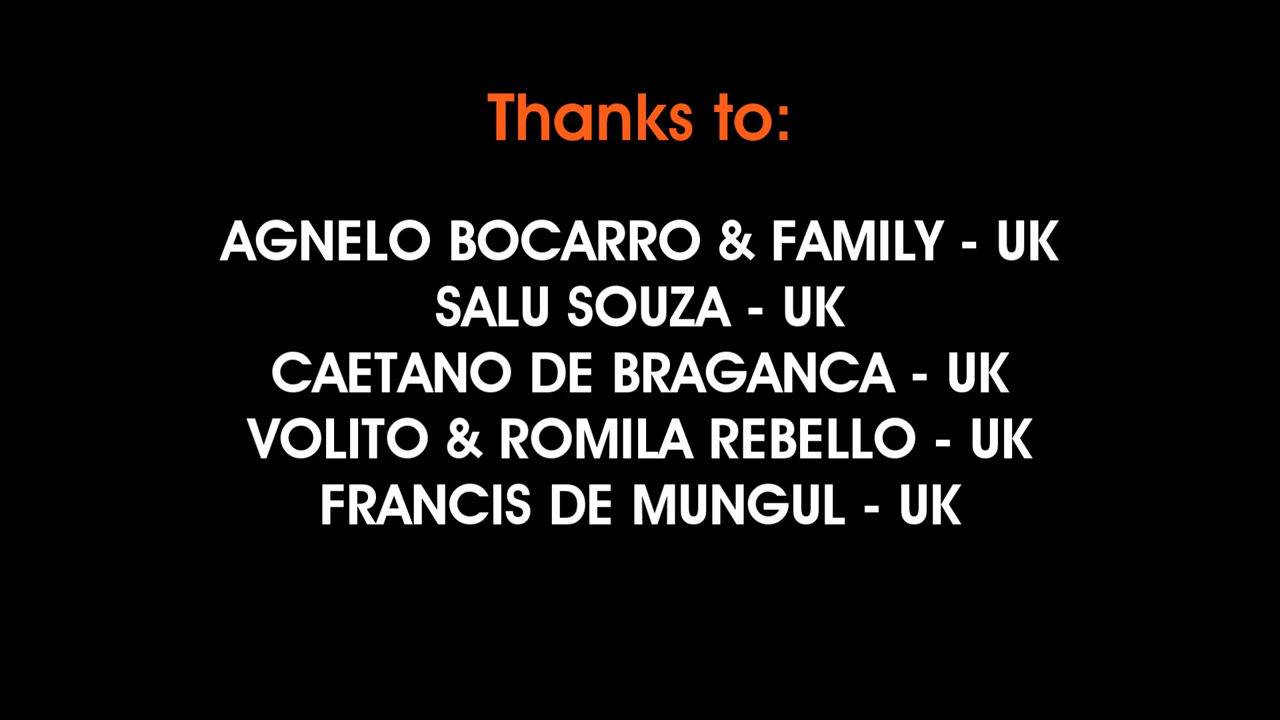 Thanks to:
AGNELO BOCARRO & FAMILY - UK
SALU SOUZA - UK
CAETANO DE BRAGANCA - UK
VOLITO & ROMILA REBELLO - UK
FRANCIS DE MUNGUL - UK